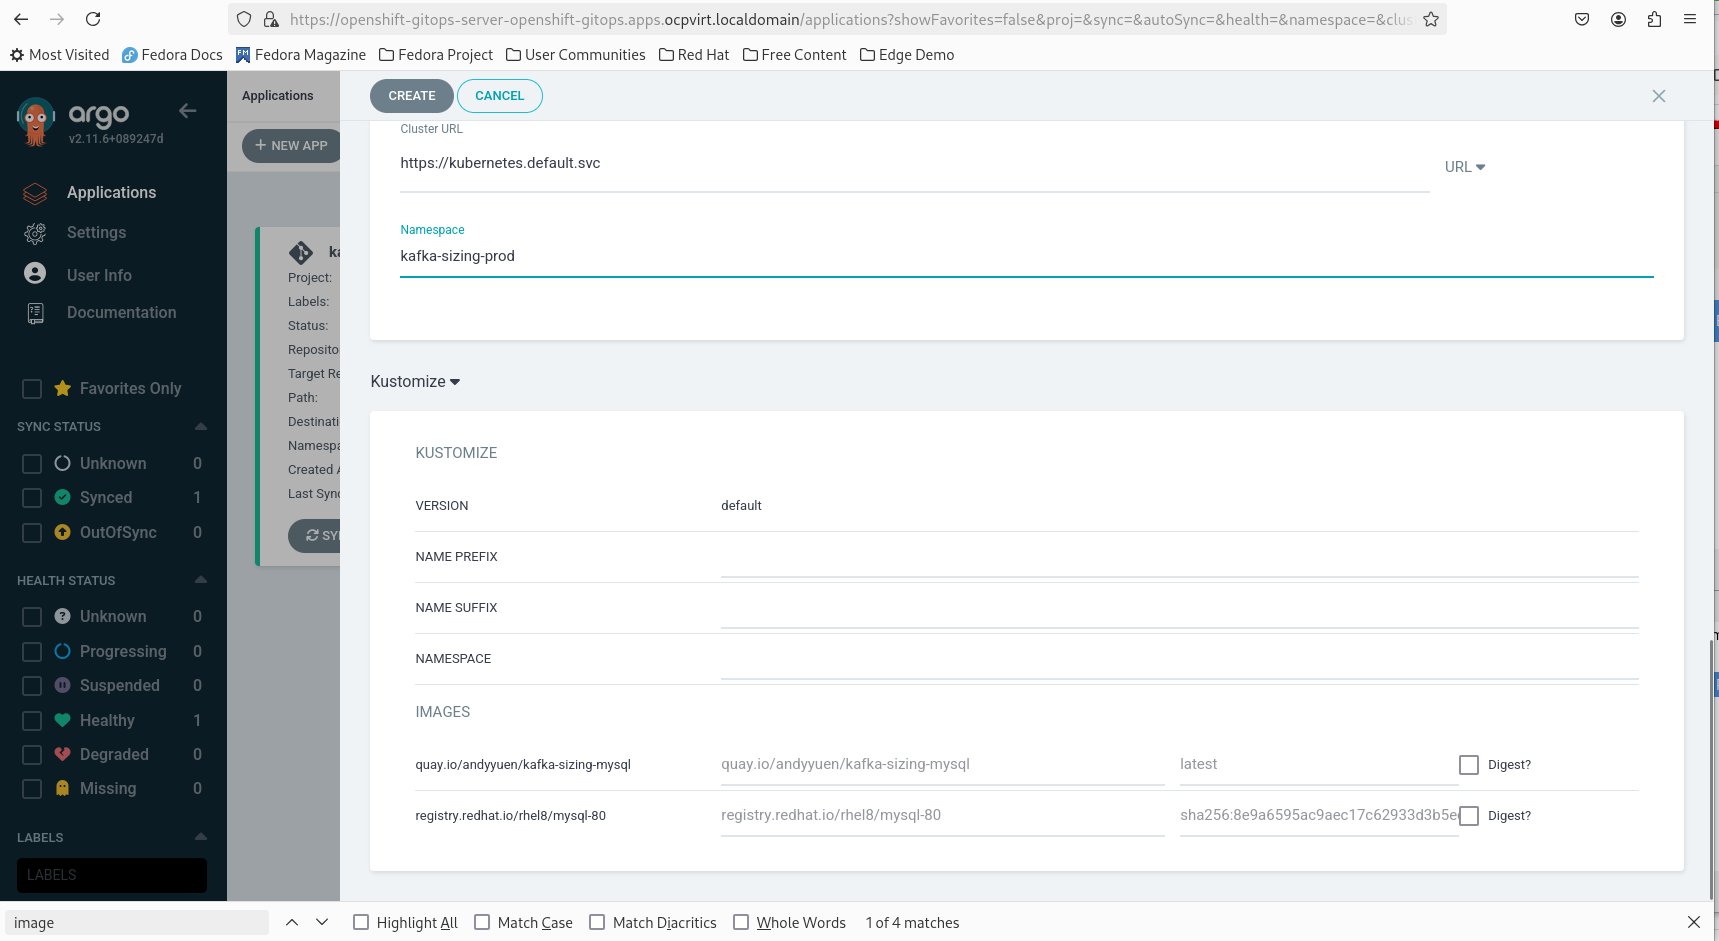 https://openshift-gitops-server-openshift-gitops.apps.ocpvirt.localdomain/applications?showFavorites=false&proj=&sync=&autoSync=&health=&namespace=&clus
Most Visited Fedora Docs Fedora Magazine Fedora Project User Communities Red Hat Free Content Edge Demo
argo
v2.11.6+089247d
Applications
Settings
User Info
Documentation
Favorites Only
SYNC STATUS
Unknown 0
Synced 1
OutOfSync 0
HEALTH STATUS
Unknown 0
Progressing 0
Suspended 0
Healthy 1
Degraded 0
Missing 0
LABELS
LABELS
Applications
+ NEW APP
ka
Project:
Labels:
Status:
Reposito
Target Re
Path:
Destinati
Namespa
Created A
Last Sync
SY
CREATE CANCEL
Cluster URL
https://kubernetes.default.svc URL
Namespace
kafka-sizing-prod
Kustomize
KUSTOMIZE
VERSION default
NAME PREFIX
NAME SUFFIX
NAMESPACE
IMAGES
quay.io/andyyuen/kafka-sizing-mysql quay.io/andyyuen/kafka-sizing-mysql latest Digest?
registry.redhat.io/rhel8/mysql-80 registry.redhat.io/rhel8/mysql-80 sha256:8e9a6595ac9aec17c62933d3b5e Digest?
image Highlight All Match Case Match Diacritics Whole Words 1 of 4 matches